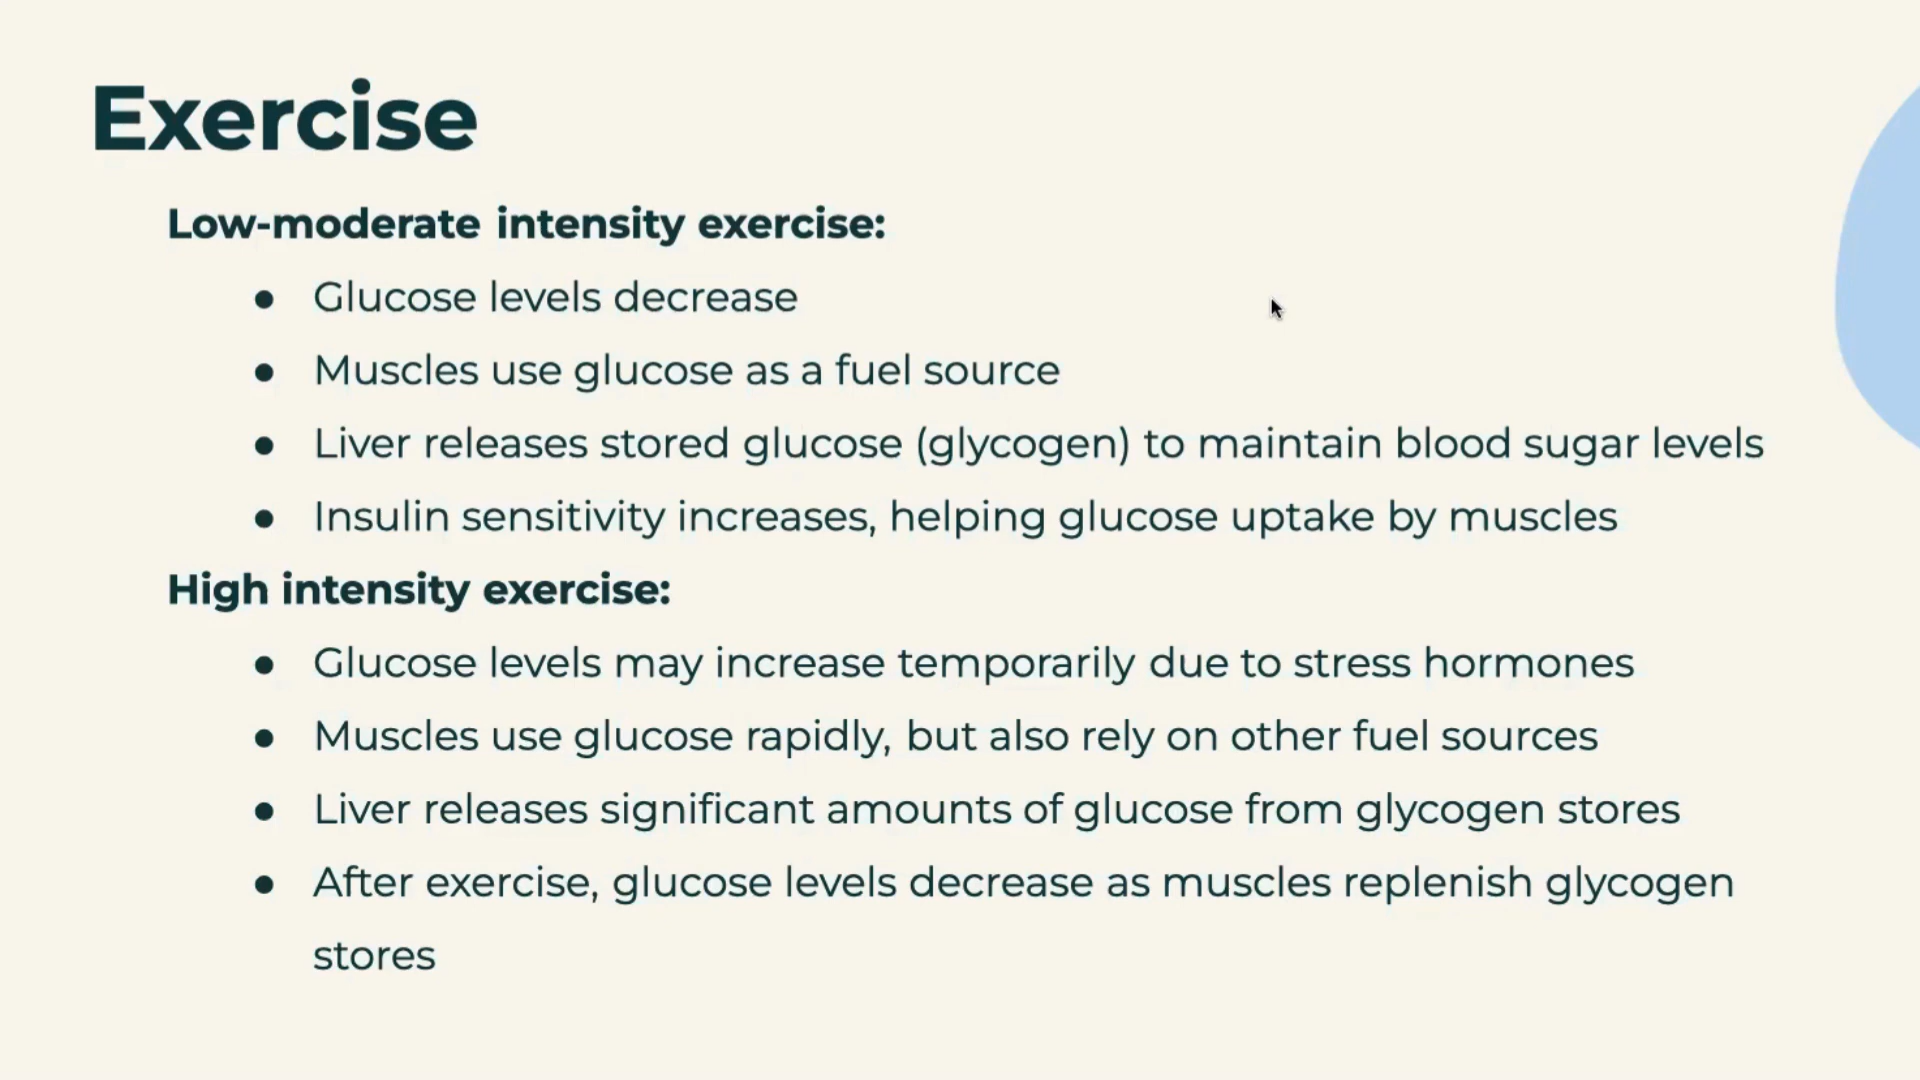 Exercise
Low-moderate intensity exercise:
● Glucose levels decrease
● Muscles use glucose as a fuel source
● Liver releases stored glucose (glycogen) to maintain blood sugar levels
● Insulin sensitivity increases, helping glucose uptake by muscles
High intensity exercise:
● Glucose levels may increase temporarily due to stress hormones
● Muscles use glucose rapidly, but also rely on other fuel sources
● Liver releases significant amounts of glucose from glycogen stores
● After exercise, glucose levels decrease as muscles replenish glycogen
stores